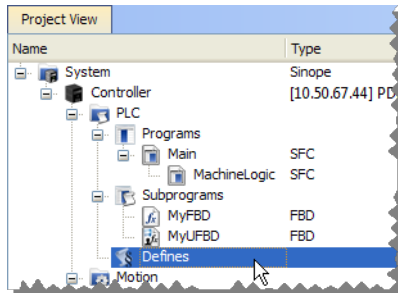 Project View
Name Type
System Sinope
Controller [10.50.67.44] PD
PLC
Programs
Main SFC
MachineLogic SFC
Subprograms
MyFBD FBD
MyUFBD FBD
Defines
Motion